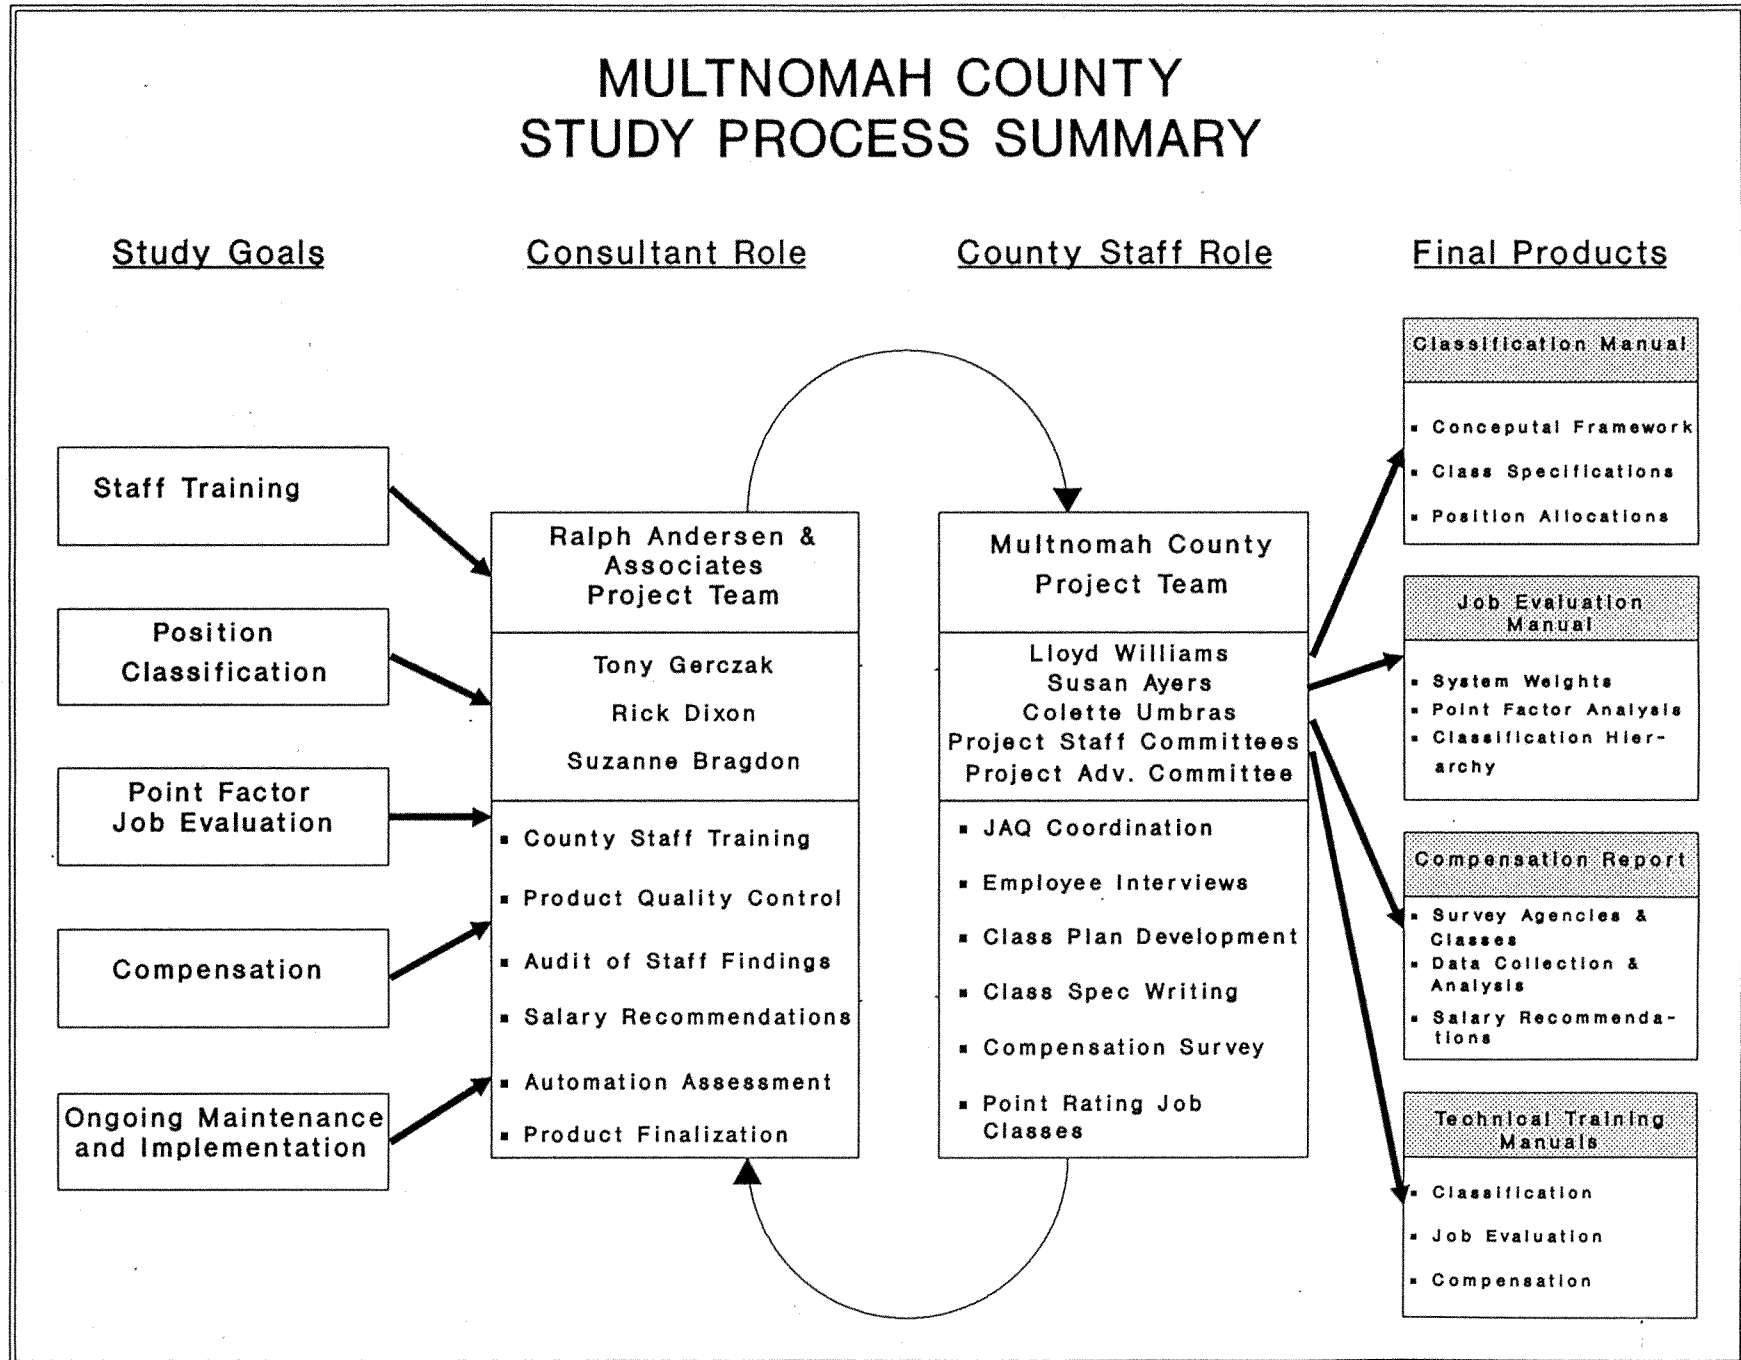 MULTNOMAH COUNTY
STUDY PROCESS SUMMARY
Study Goals
Consultant Role
County Staff Role
Final Products
Staff Training
Position
Classification
Point Factor
Job Evaluation
Compensation
Ongoing Maintenance
and Implementation
Ralph Andersen &
Associates
Project Team
Tony Gerczak
Rick Dixon
Suzanne Bragdon
▪ County Staff Training
▪ Product Quality Control
▪ Audit of Staff Findings
▪ Salary Recommendations
▪ Automation Assessment
▪ Product Finalization
Multnomah County
Project Team
Lloyd Williams
Susan Ayers
Colette Umbras
Project Staff Committees
Project Adv. Committee
▪ JAQ Coordination
▪ Employee Interviews
▪ Class Plan Development
▪ Class Spec Writing
▪ Compensation Survey
▪ Point Rating Job
Classes
Classification Manual
▪ Conceputal Framework
▪ Class Specifications
▪ Position Allocations
Job Evaluation
Manual
▪ System Weights
▪ Point Factor Analysis
▪ Classification Hier-
archy
Compensation Report
▪ Survey Agencies &
Classes
▪ Data Collection &
Analysis
▪ Salary Recommenda-
tions
Technical Training
Manuals
▪ Classification
▪ Job Evaluation
▪ Compensation